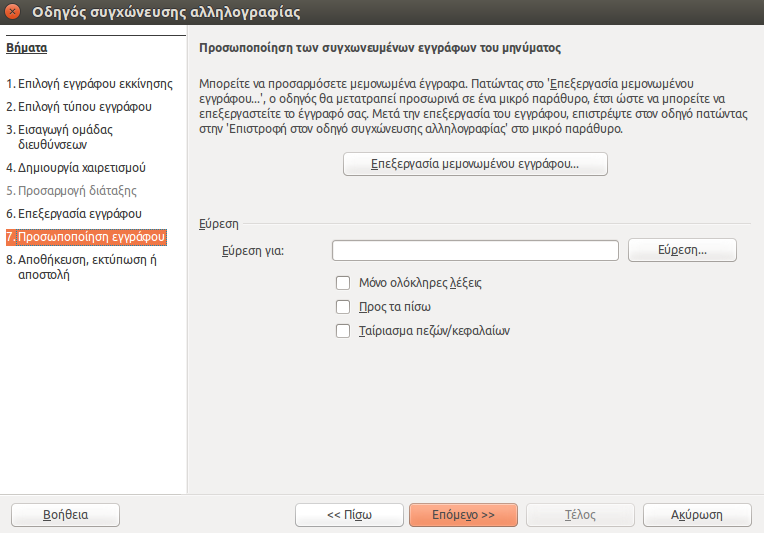 Οδηγός συγχώνευσης αλληλογραφίας
Βήματα
1. Επιλογή εγγράφου εκκίνησης
2. Επιλογή τύπου εγγράφου
3. Εισαγωγή ομάδας
διευθύνσεων
4. Δημιουργία χαιρετισμού
5. Προσαρμογή διάταξης
6. Επεξεργασία εγγράφου
7. Προσωποποίηση εγγράφου
8. Αποθήκευση, εκτύπωση ή
αποστολή
Προσωποποίηση των συγχωνευμένων εγγράφων του μηνύματος
Μπορείτε να προσαρμόσετε μεμονωμένα έγγραφα. Πατώντας στο 'Επεξεργασία μεμονωμένου
εγγράφου...', ο οδηγός θα μετατραπεί προσωρινά σε ένα μικρό παράθυρο, έτσι ώστε να μπορείτε να
επεξεργαστείτε το έγγραφό σας. Μετά την επεξεργασία του εγγράφου, επιστρέψτε στον οδηγό πατώντας
στην 'Επιστροφή στον οδηγό συγχώνευσης αλληλογραφίας' στο μικρό παράθυρο.
Επεξεργασία μεμονωμένου εγγράφου...
Εύρεση
Εύρεση για:
Εύρεση...
Μόνο ολόκληρες λέξεις
Προς τα πίσω
Ταίριασμα πεζών/κεφαλαίων
Βοήθεια
<< Πίσω
Επόμενο >>
Τέλος
Ακύρωση